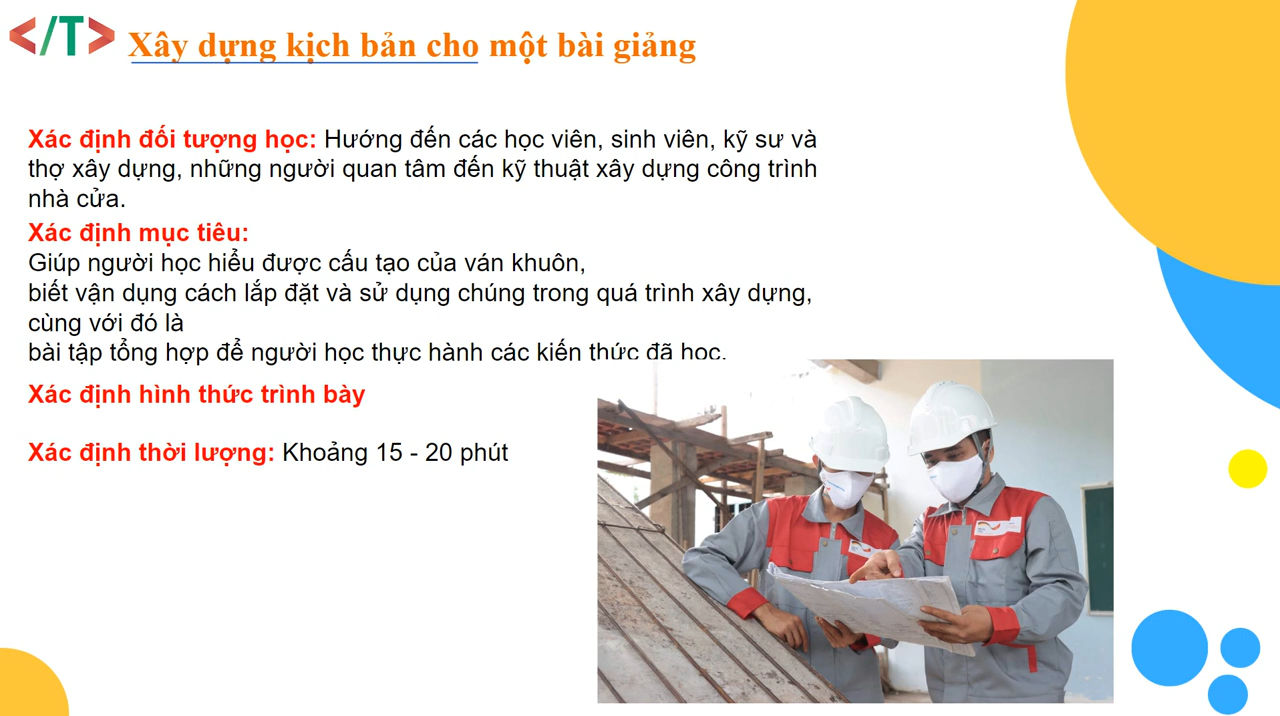 </T>
Xây dựng kịch bản cho một bài giảng
Xác định đối tượng học: Hướng đến các học viên, sinh viên, kỹ sư và
thợ xây dựng, những người quan tâm đến kỹ thuật xây dựng công trình
nhà cửa.
Xác định mục tiêu:
Giúp người học hiểu được cấu tạo của ván khuôn,
biết vận dụng cách lắp đặt và sử dụng chúng trong quá trình xây dựng,
cùng với đó là
bài tập tổng hợp để người học thực hành các kiến thức đã học.
Xác định hình thức trình bày
Xác định thời lượng: Khoảng 15 - 20 phút